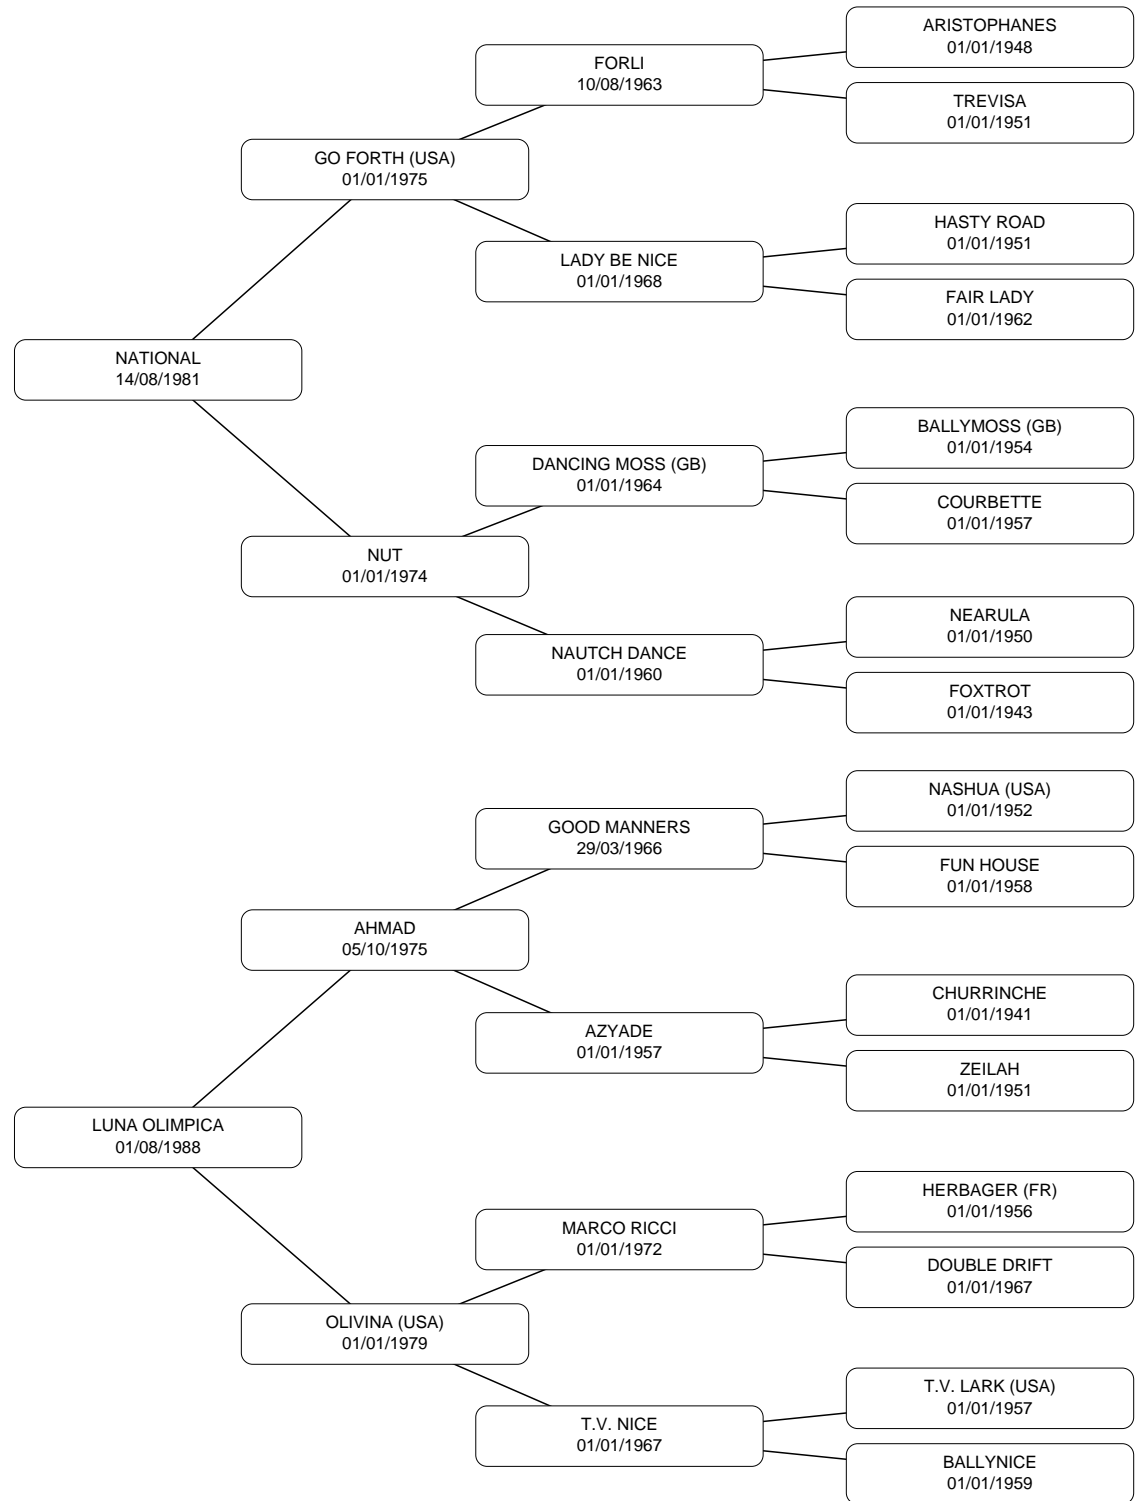 ARISTOPHANES
01/01/1948
FORLI
10/08/1963
TREVISA
01/01/1951
GO FORTH (USA)
01/01/1975
HASTY ROAD
01/01/1951
LADY BE NICE
01/01/1968
FAIR LADY
01/01/1962
NATIONAL
14/08/1981
BALLYMOSS (GB)
01/01/1954
DANCING MOSS (GB)
01/01/1964
COURBETTE
01/01/1957
NUT
01/01/1974
NEARULA
01/01/1950
NAUTCH DANCE
01/01/1960
FOXTROT
01/01/1943
NASHUA (USA)
01/01/1952
GOOD MANNERS
29/03/1966
FUN HOUSE
01/01/1958
AHMAD
05/10/1975
CHURRINCHE
01/01/1941
AZYADE
01/01/1957
ZEILAH
01/01/1951
LUNA OLIMPICA
01/08/1988
HERBAGER (FR)
01/01/1956
MARCO RICCI
01/01/1972
DOUBLE DRIFT
01/01/1967
OLIVINA (USA)
01/01/1979
T.V. LARK (USA)
01/01/1957
T.V. NICE
01/01/1967
BALLYNICE
01/01/1959